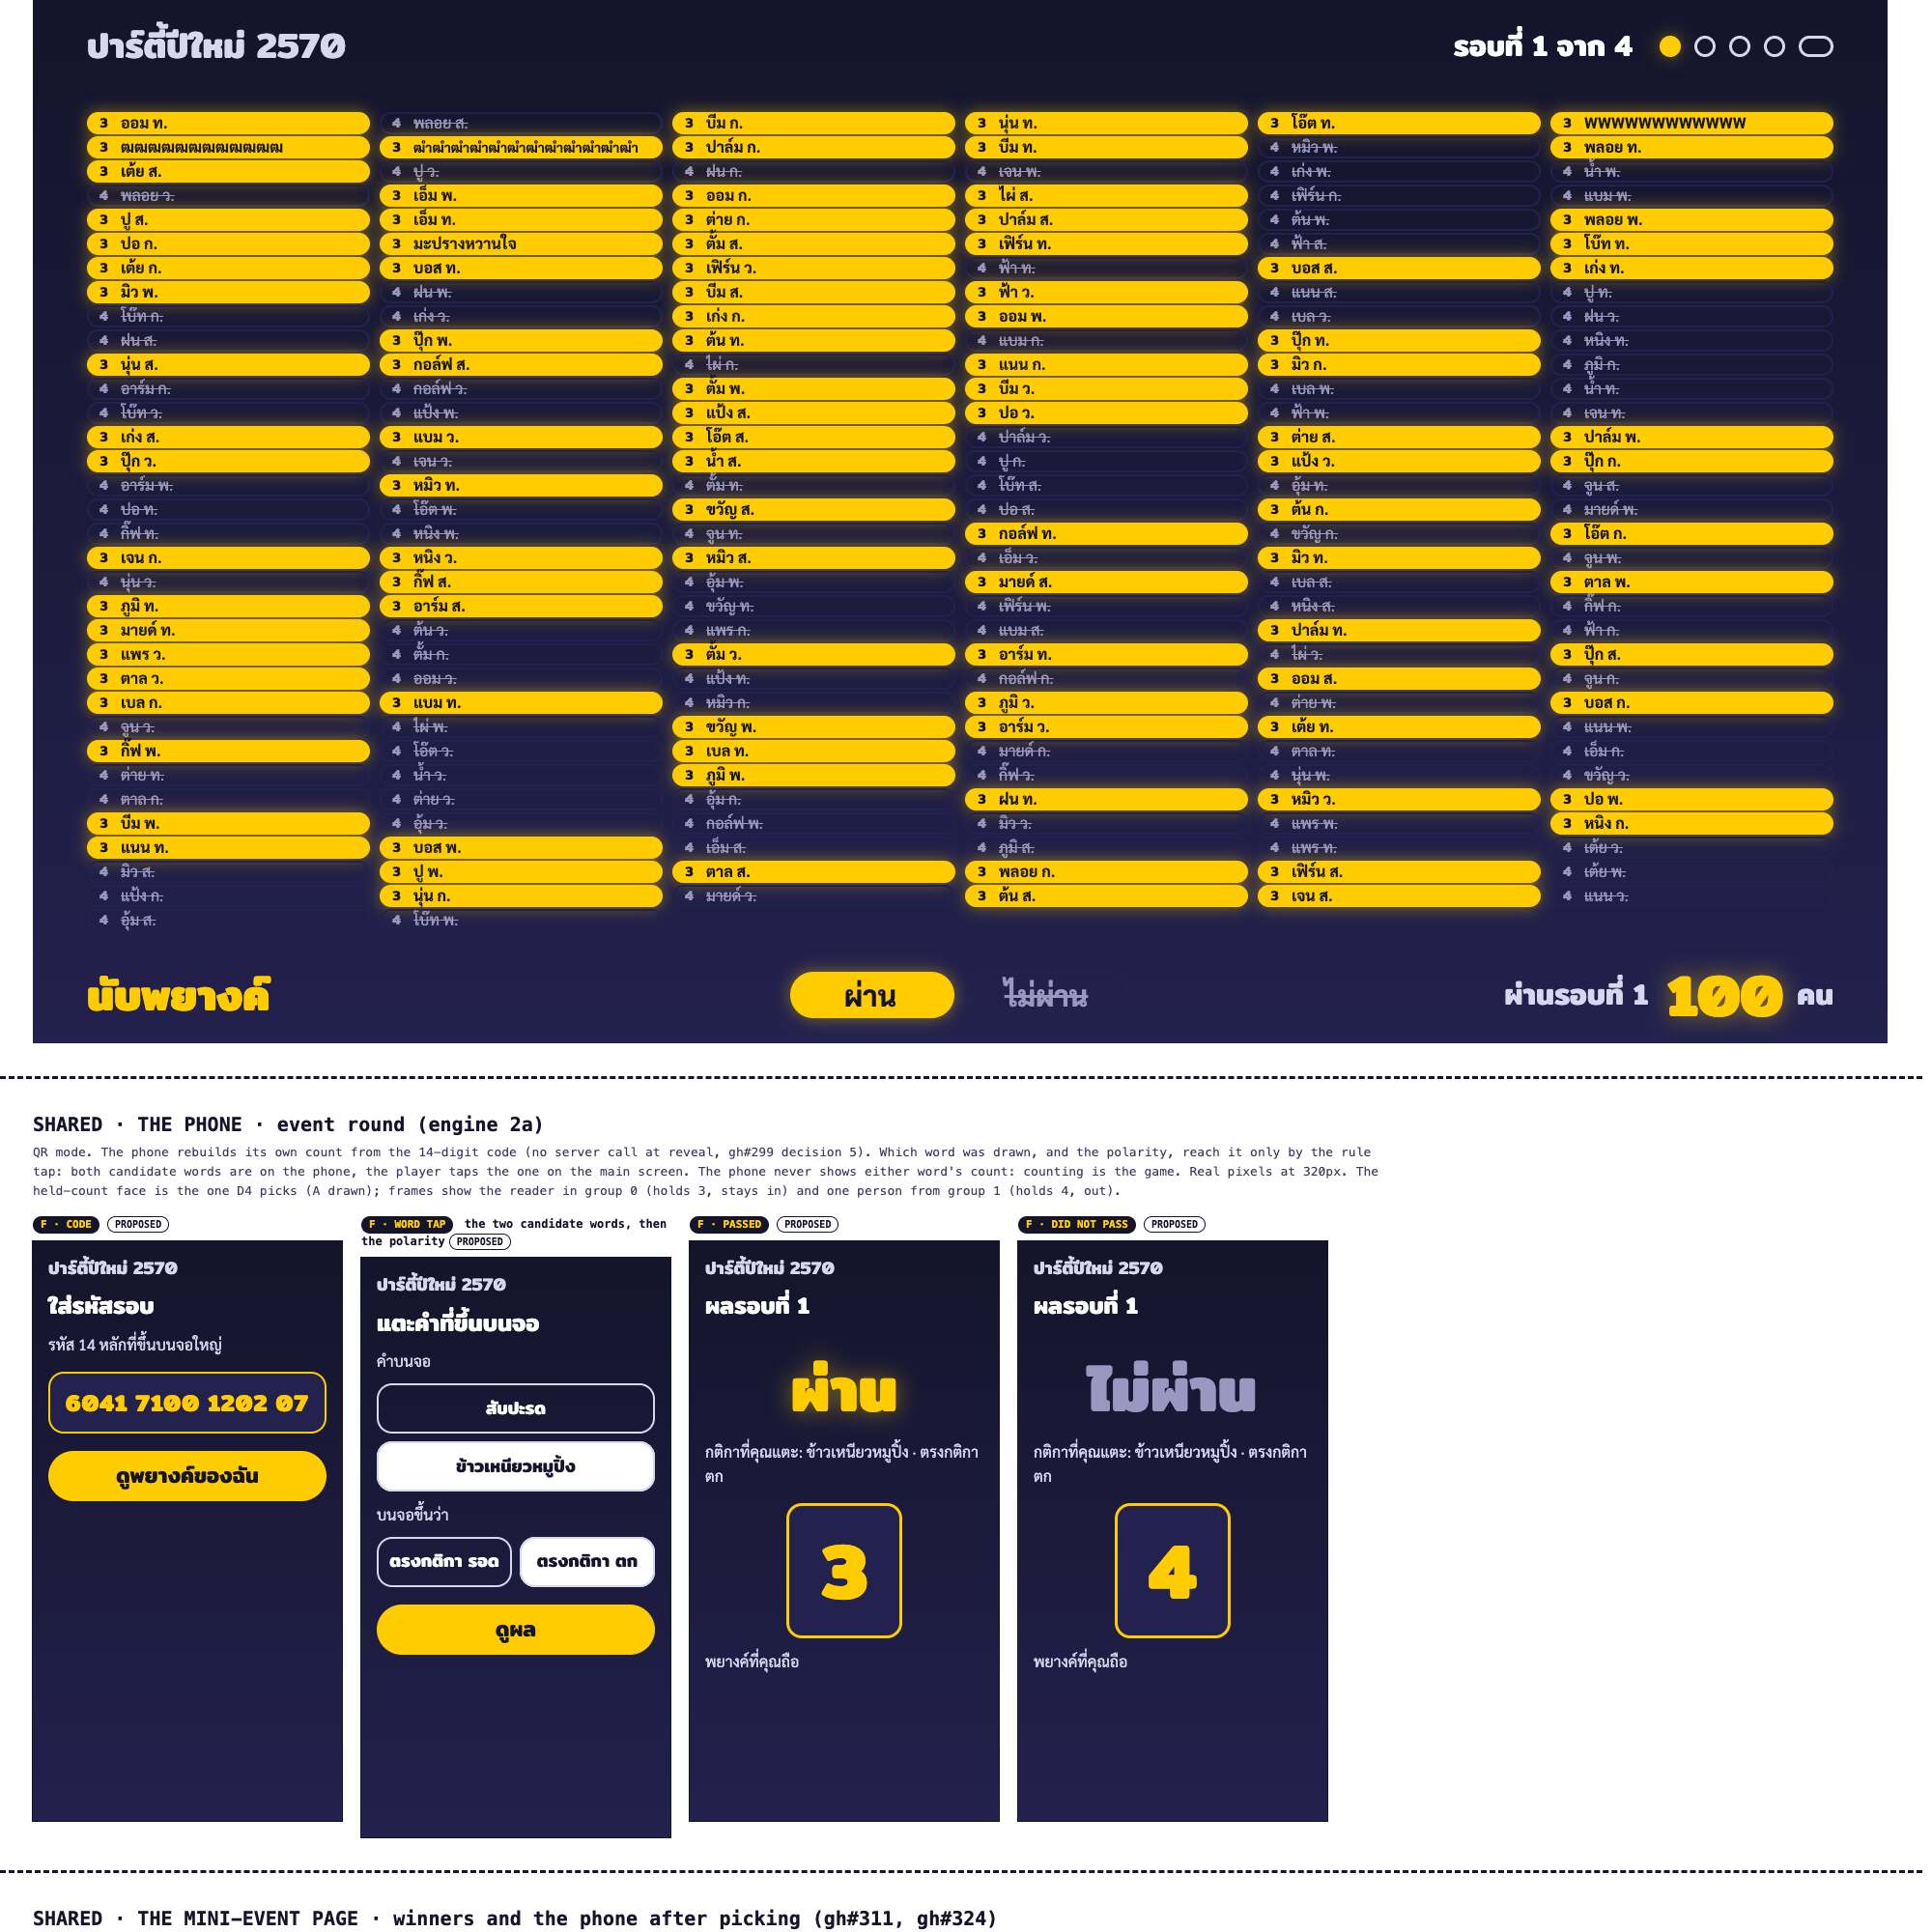 ปาร์ตี้ปีใหม่ 2570
รอบที่ 1 จาก 4
3 ออม ท.
3 ฒฒฒฒฒฒฒฒฒฒฒฒ
3 เต้ย ส.
4 พลอย ว.
3 ปู ส.
3 ปอ ก.
3 เต้ย ก.
3 มิว พ.
4 โบ๊ท ก.
4 ฝน ส.
3 นุ่น ส.
4 อาร์ม ก.
4 โบ๊ท ว.
3 เก่ง ส.
3 ปุ๊ก ว.
4 อาร์ม พ.
4 ปอ ท.
4 กิ๊ฟ ท.
3 เจน ก.
4 นุ่น ว.
3 ภูมิ ท.
3 มายด์ ท.
3 แพร ว.
3 ตาล ว.
3 เบล ก.
4 จูน ว.
3 กิ๊ฟ พ.
4 ต่าย ท.
4 ตาล ก.
3 บีม พ.
3 แนน ท.
4 มิว ส.
4 แป้ง ก.
4 อุ้ม ส.
4 พลอย ส.
3 ฒำฒำฒำฒำฒำฒำฒำฒำฒำฒำฒำฒำ
4 ปู ว.
3 เอ็ม พ.
3 เอ็ม ท.
3 มะปรางหวานใจ
3 บอส ท.
4 ฝน พ.
4 เก่ง ว.
3 ปุ๊ก พ.
3 กอล์ฟ ส.
4 กอล์ฟ ว.
4 แป้ง พ.
3 แบม ว.
4 เจน ว.
3 หมิว ท.
4 โอ๊ต พ.
4 หนิง พ.
3 หนิง ว.
3 กิ๊ฟ ส.
3 อาร์ม ส.
4 ต้น ว.
4 ตั้ม ก.
4 ออม ว.
3 แบม ท.
4 ไผ่ พ.
4 โอ๊ต ว.
4 น้ำ ว.
4 ต่าย ว.
4 อุ้ม ว.
3 บอส พ.
3 ปู พ.
3 นุ่น ก.
4 โบ๊ท พ.
3 บีม ก.
3 ปาล์ม ก.
4 ฝน ก.
3 ออม ก.
3 ต่าย ก.
3 ตั้ม ส.
3 เฟิร์น ว.
3 บีม ส.
3 เก่ง ก.
3 ต้น ท.
4 ไผ่ ก.
3 ตั้ม พ.
3 แป้ง ส.
3 โอ๊ต ส.
3 น้ำ ส.
4 ตั้ม ท.
3 ขวัญ ส.
4 จูน ท.
3 หมิว ส.
4 อุ้ม พ.
4 ขวัญ ท.
4 แพร ก.
3 ตั้ม ว.
4 แป้ง ท.
4 หมิว ก.
3 ขวัญ พ.
3 เบล ท.
3 ภูมิ พ.
4 อุ้ม ก.
4 กอล์ฟ พ.
4 เอ็ม ส.
3 ตาล ส.
4 มายด์ ว.
3 นุ่น ท.
3 บีม ท.
4 เจน พ.
3 ไผ่ ส.
3 ปาล์ม ส.
3 เฟิร์น ท.
4 ฟ้า ท.
3 ฟ้า ว.
3 ออม พ.
4 แบม ก.
3 แนน ก.
3 บีม ว.
3 ปอ ว.
4 ปาล์ม ว.
4 ปู ก.
4 โบ๊ท ส.
4 ปอ ส.
3 กอล์ฟ ท.
4 เอ็ม ว.
3 มายด์ ส.
4 เฟิร์น พ.
4 แบม ส.
3 อาร์ม ท.
4 กอล์ฟ ก.
3 ภูมิ ว.
3 อาร์ม ว.
4 มายด์ ก.
4 กิ๊ฟ ว.
3 ฝน ท.
4 มิว ว.
4 ภูมิ ส.
3 พลอย ก.
3 ต้น ส.
3 โอ๊ต ท.
4 หมิว พ.
4 เก่ง พ.
4 เฟิร์น ก.
4 ต้น พ.
4 ฟ้า ส.
3 บอส ส.
4 แนน ส.
4 เบล ว.
3 ปุ๊ก ท.
3 มิว ก.
4 เบล พ.
4 ฟ้า พ.
3 ต่าย ส.
3 แป้ง ว.
4 อุ้ม ท.
3 ต้น ก.
4 ขวัญ ก.
3 มิว ท.
4 เบล ส.
4 หนิง ส.
3 ปาล์ม ท.
4 ไผ่ ว.
3 ออม ส.
4 ต่าย พ.
3 เต้ย ท.
4 ตาล ท.
4 นุ่น พ.
3 หมิว ว.
4 แพร พ.
4 แพร ท.
3 เฟิร์น ส.
3 เจน ส.
3 WWWWWWWWWWWW
3 พลอย ท.
4 น้ำ พ.
4 แบม พ.
3 พลอย พ.
3 โบ๊ท ท.
3 เก่ง ท.
4 ปู ท.
4 ฝน ว.
4 หนิง ท.
4 ภูมิ ก.
4 น้ำ ท.
4 เจน ท.
3 ปาล์ม พ.
3 ปุ๊ก ก.
4 จูน ส.
4 มายด์ พ.
3 โอ๊ต ก.
4 จูน พ.
3 ตาล พ.
4 กิ๊ฟ ก.
4 ฟ้า ก.
3 ปุ๊ก ส.
4 จูน ก.
3 บอส ก.
4 แนน พ.
4 เอ็ม ก.
4 ขวัญ ว.
3 ปอ พ.
3 หนิง ก.
4 เต้ย ว.
4 เต้ย พ.
4 แนน ว.
นับพยางค์
ผ่าน
ไม่ผ่าน
ผ่านรอบที่ 1 100 คน
SHARED · THE PHONE · event round (engine 2a)
QR mode. The phone rebuilds its own count from the 14-digit code (no server call at reveal, gh#299 decision 5). Which word was drawn, and the polarity, reach it only by the rule
tap: both candidate words are on the phone, the player taps the one on the main screen. The phone never shows either word's count: counting is the game. Real pixels at 320px. The
held-count face is the one D4 picks (A drawn); frames show the reader in group 0 (holds 3, stays in) and one person from group 1 (holds 4, out).
F · CODE PROPOSED
ปาร์ตี้ปีใหม่ 2570
ใส่รหัสรอบ
รหัส 14 หลักที่ขึ้นบนจอใหญ่
6041 7100 1202 07
ดูพยางค์ของฉัน
F · WORD TAP the two candidate words, then
the polarity PROPOSED
ปาร์ตี้ปีใหม่ 2570
แตะคำที่ขึ้นบนจอ
คำบนจอ
สับปะรด
ข้าวเหนียวหมูปิ้ง
บนจอขึ้นว่า
ตรงกติกา รอด
ตรงกติกา ตก
ดูผล
F · PASSED PROPOSED
ปาร์ตี้ปีใหม่ 2570
ผลรอบที่ 1
ผ่าน
กติกาที่คุณแตะ: ข้าวเหนียวหมูปิ้ง · ตรงกติกา
ตก
3
พยางค์ที่คุณถือ
F · DID NOT PASS PROPOSED
ปาร์ตี้ปีใหม่ 2570
ผลรอบที่ 1
ไม่ผ่าน
กติกาที่คุณแตะ: ข้าวเหนียวหมูปิ้ง · ตรงกติกา
ตก
4
พยางค์ที่คุณถือ
SHARED · THE MINI-EVENT PAGE · winners and the phone after picking (gh#311, gh#324)